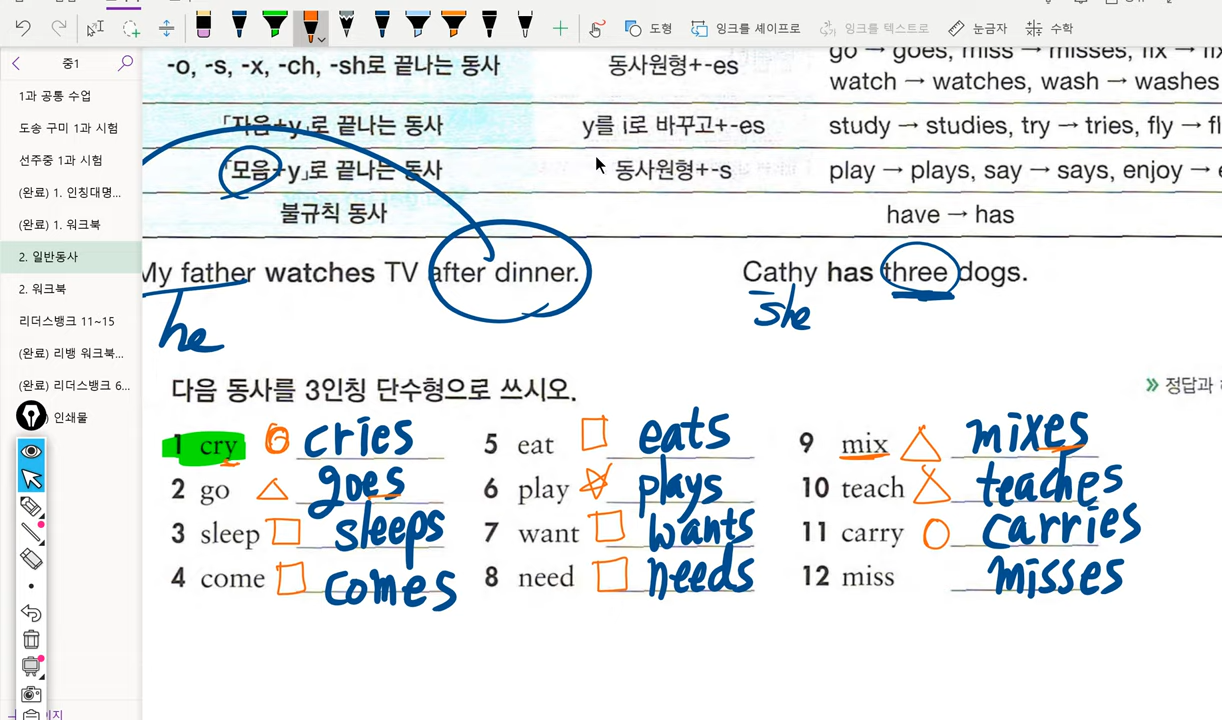 도형
잉크를 셰이프로
잉크를 텍스트로
눈금자
수학
중1
1과 공통 수업
도송 구미 1과 시험
선주중 1과 시험
(완료) 1. 인칭대명...
(완료) 1. 워크북
2. 일반동사
2. 워크북
리더스뱅크 11~15
(완료) 리뱅 워크북...
(완료) 리더스뱅크 6...
인쇄물
-o, -s, -x, -ch, -sh로 끝나는 동사 동사원형+-es go → goes, miss → misses, fix → fi
watch → watches, wash → washes
「자음+y」로 끝나는 동사 y를 i로 바꾸고+-es study → studies, try → tries, fly → fl
「모음+y」로 끝나는 동사 동사원형+-s play → plays, say → says, enjoy → e
불규칙 동사 have → has
My father watches TV after dinner. Cathy has three dogs.
he she
다음 동사를 3인칭 단수형으로 쓰시오.
» 정답과
1 cry cries 5 eat eats 9 mix mixes
2 go goes 6 play plays 10 teach teaches
3 sleep sleeps 7 want wants 11 carry carries
4 come comes 8 need needs 12 miss misses